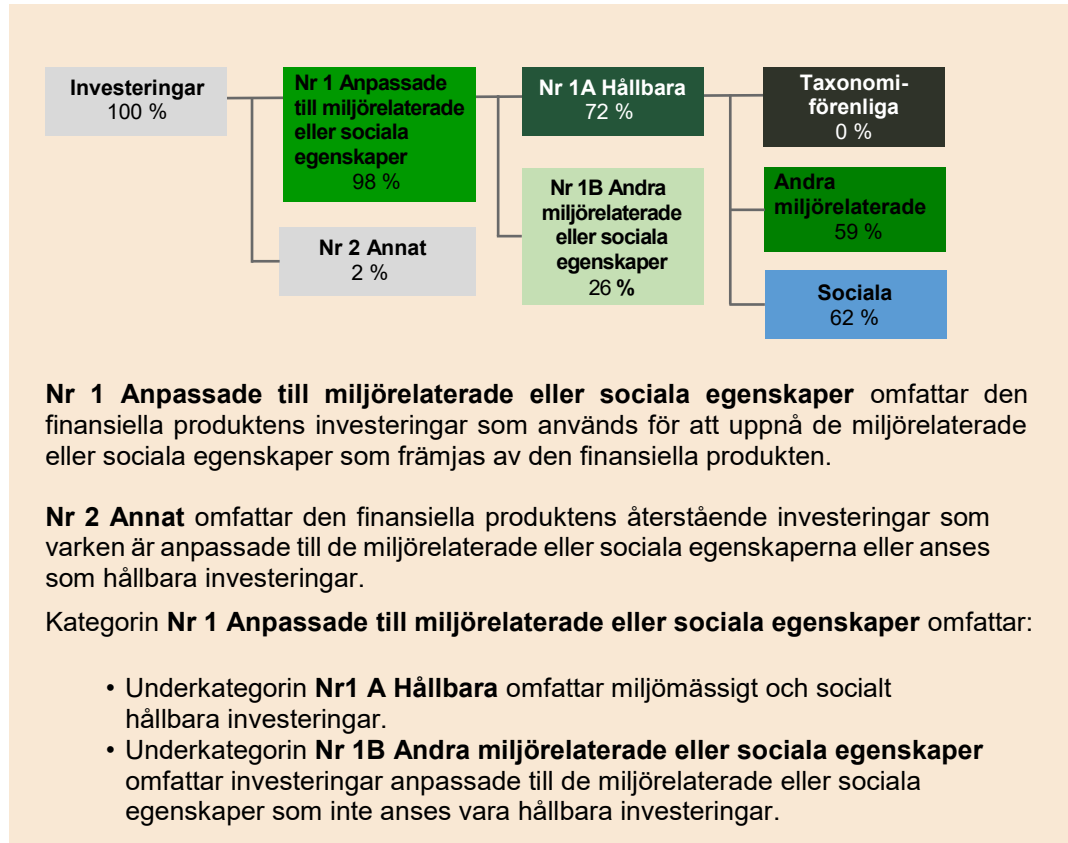 Investeringar
100 %
Nr 1 Anpassade
till miljörelaterade
eller sociala
egenskaper
98 %
Nr 2 Annat
2 %
Nr 1A Hållbara
72 %
Nr 1B Andra
miljörelaterade
eller sociala
egenskaper
26 %
Taxonomi-
förenliga
0 %
Andra
miljörelaterade
59 %
Sociala
62 %
Nr 1 Anpassade till miljörelaterade eller sociala egenskaper omfattar den
finansiella produktens investeringar som används för att uppnå de miljörelaterade
eller sociala egenskaper som främjas av den finansiella produkten.
Nr 2 Annat omfattar den finansiella produktens återstående investeringar som
varken är anpassade till de miljörelaterade eller sociala egenskaperna eller anses
som hållbara investeringar.
Kategorin Nr 1 Anpassade till miljörelaterade eller sociala egenskaper omfattar:
• Underkategorin Nr1 A Hållbara omfattar miljömässigt och socialt
hållbara investeringar.
• Underkategorin Nr 1B Andra miljörelaterade eller sociala egenskaper
omfattar investeringar anpassade till de miljörelaterade eller sociala
egenskaper som inte anses vara hållbara investeringar.